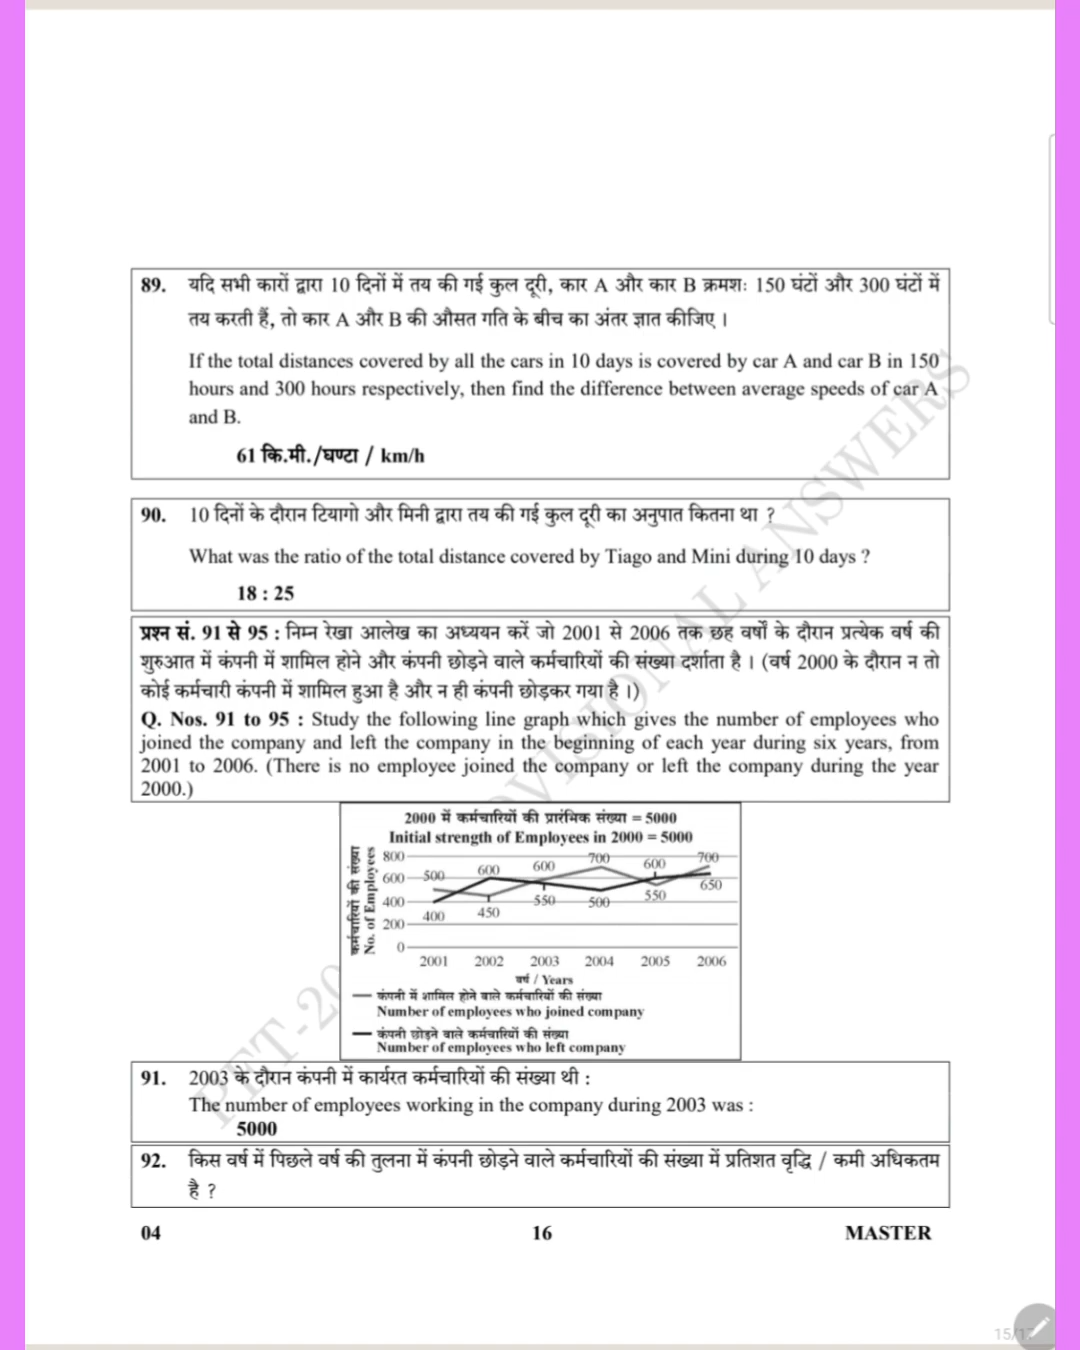 89. यदि सभी कारों द्वारा 10 दिनों में तय की गई कुल दूरी, कार A और कार B क्रमशः 150 घंटों और 300 घंटों में
तय करती हैं, तो कार A और B की औसत गति के बीच का अंतर ज्ञात कीजिए ।
If the total distances covered by all the cars in 10 days is covered by car A and car B in 150
hours and 300 hours respectively, then find the difference between average speeds of car A
and B.
61 कि.मी./घण्टा / km/h
90. 10 दिनों के दौरान टियागो और मिनी द्वारा तय की गई कुल दूरी का अनुपात कितना था ?
What was the ratio of the total distance covered by Tiago and Mini during 10 days ?
18 : 25
प्रश्न सं. 91 से 95 : निम्न रेखा आलेख का अध्ययन करें जो 2001 से 2006 तक छह वर्षों के दौरान प्रत्येक वर्ष की
शुरुआत में कंपनी में शामिल होने और कंपनी छोड़ने वाले कर्मचारियों की संख्या दर्शाता है । (वर्ष 2000 के दौरान न तो
कोई कर्मचारी कंपनी में शामिल हुआ है और न ही कंपनी छोड़कर गया है ।)
Q. Nos. 91 to 95 : Study the following line graph which gives the number of employees who
joined the company and left the company in the beginning of each year during six years, from
2001 to 2006. (There is no employee joined the company or left the company during the year
2000.)
2000 में कर्मचारियों की प्रारंभिक संख्या = 5000
Initial strength of Employees in 2000 = 5000
कर्मचारियों की संख्या
No. of Employees
800
600
400
200
0
500 600 600 700 600 700
400 450 550 500 550 650
2001 2002 2003 2004 2005 2006
वर्ष / Years
कंपनी में शामिल होने वाले कर्मचारियों की संख्या
Number of employees who joined company
कंपनी छोड़ने वाले कर्मचारियों की संख्या
Number of employees who left company
91. 2003 के दौरान कंपनी में कार्यरत कर्मचारियों की संख्या थी :
The number of employees working in the company during 2003 was :
5000
92. किस वर्ष में पिछले वर्ष की तुलना में कंपनी छोड़ने वाले कर्मचारियों की संख्या में प्रतिशत वृद्धि / कमी अधिकतम
है ?
04 16 MASTER